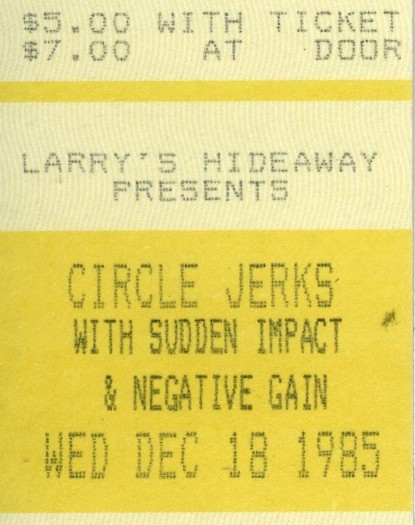 $5.00 WITH TICKET
$7.00 AT DOOR
LARRY'S HIDEAWAY
PRESENTS
CIRCLE JERKS
WITH SUDDEN IMPACT
& NEGATIVE GAIN
WED DEC 18 1985